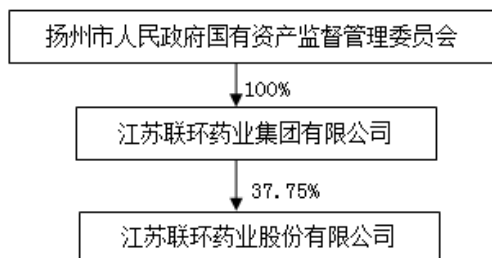 扬州市人民政府国有资产监督管理委员会
100%
江苏联环药业集团有限公司
37.75%
江苏联环药业股份有限公司